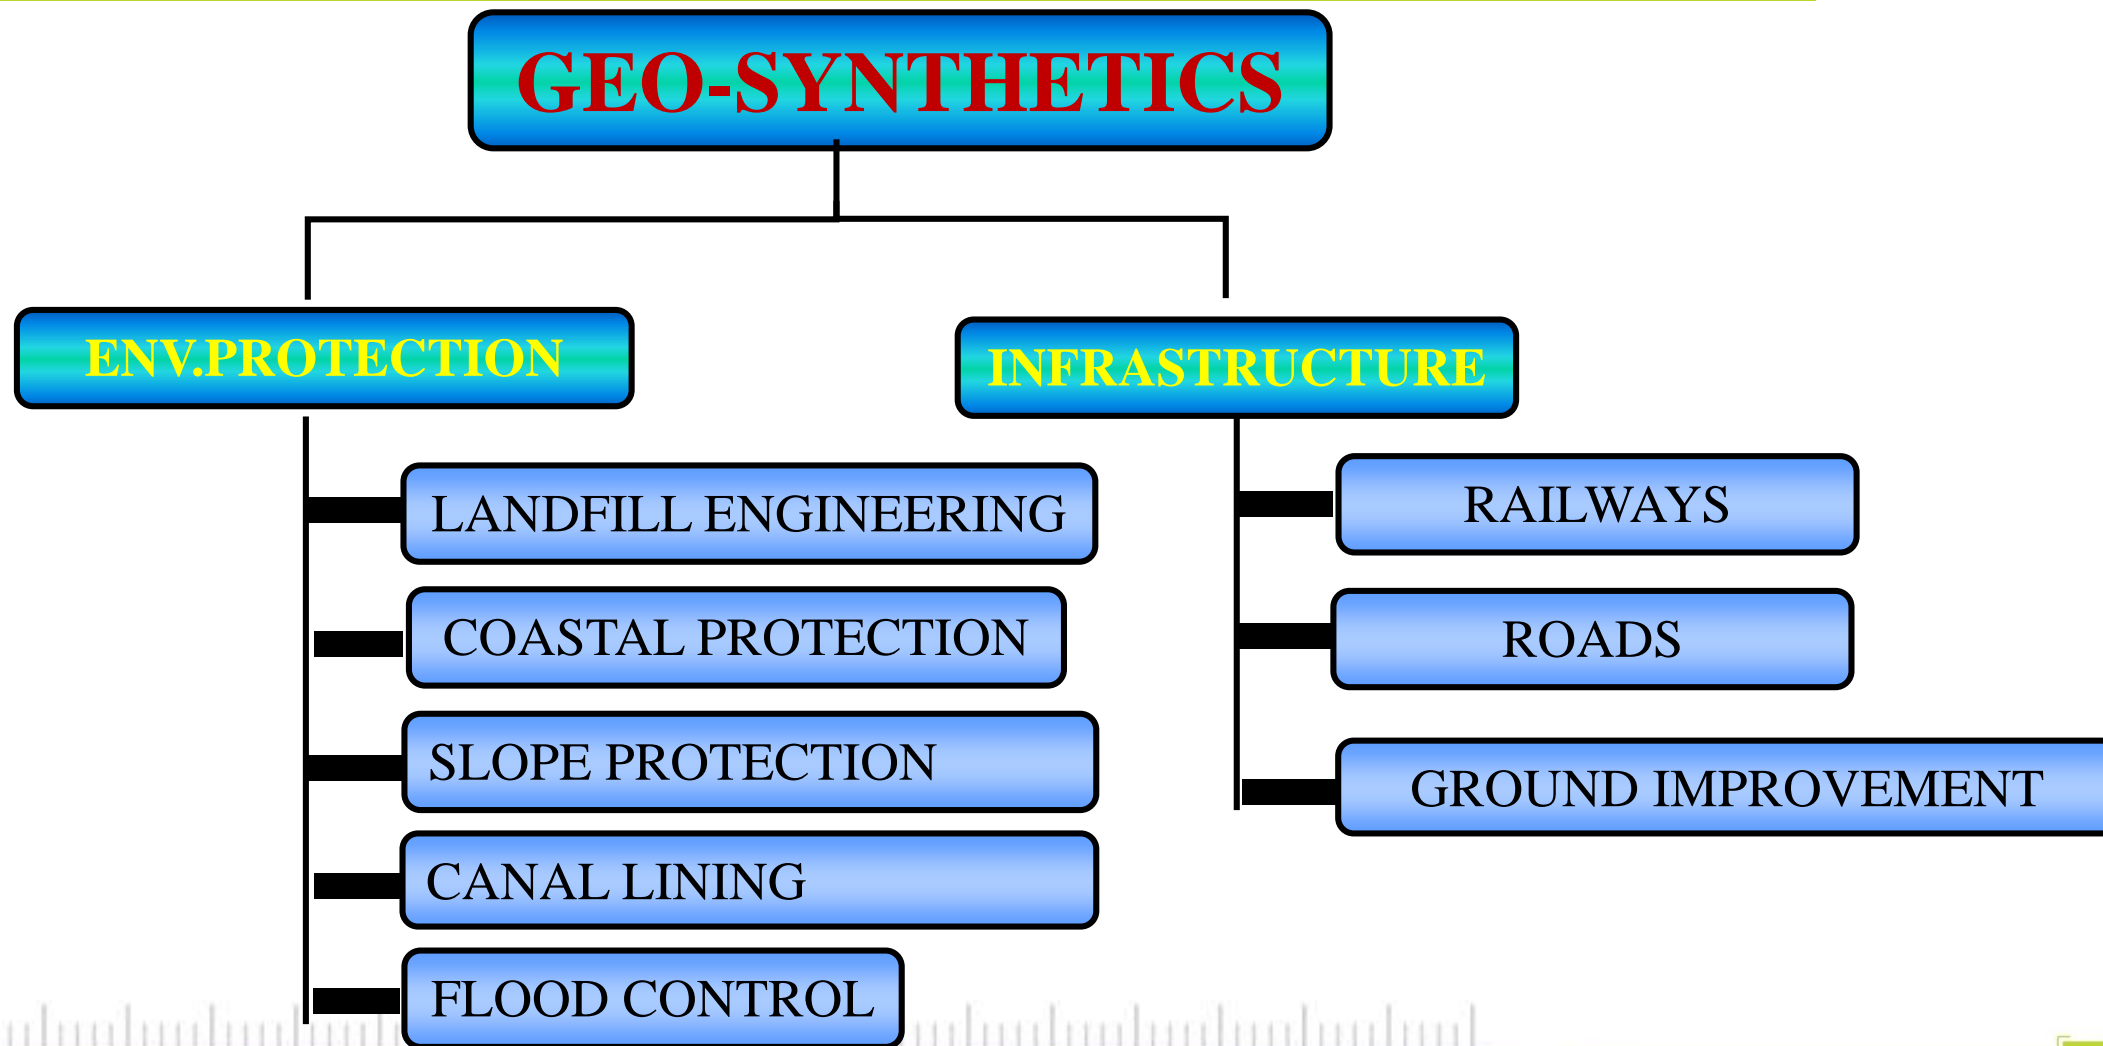 GEO-SYNTHETICS
ENV.PROTECTION
LANDFILL ENGINEERING
COASTAL PROTECTION
SLOPE PROTECTION
CANAL LINING
FLOOD CONTROL
INFRASTRUCTURE
RAILWAYS
ROADS
GROUND IMPROVEMENT